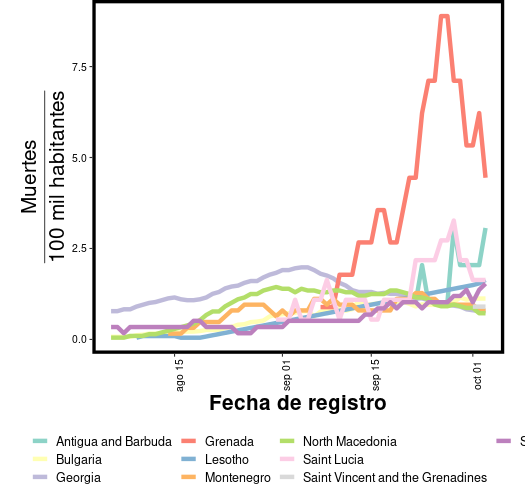 Muertes
100 mil habitantes
7.5
5.0
2.5
0.0
ago 15
sep 01
sep 15
oct 01
Fecha de registro
Antigua and Barbuda
Grenada
North Macedonia
Bulgaria
Lesotho
Saint Lucia
Georgia
Montenegro
Saint Vincent and the Grenadines